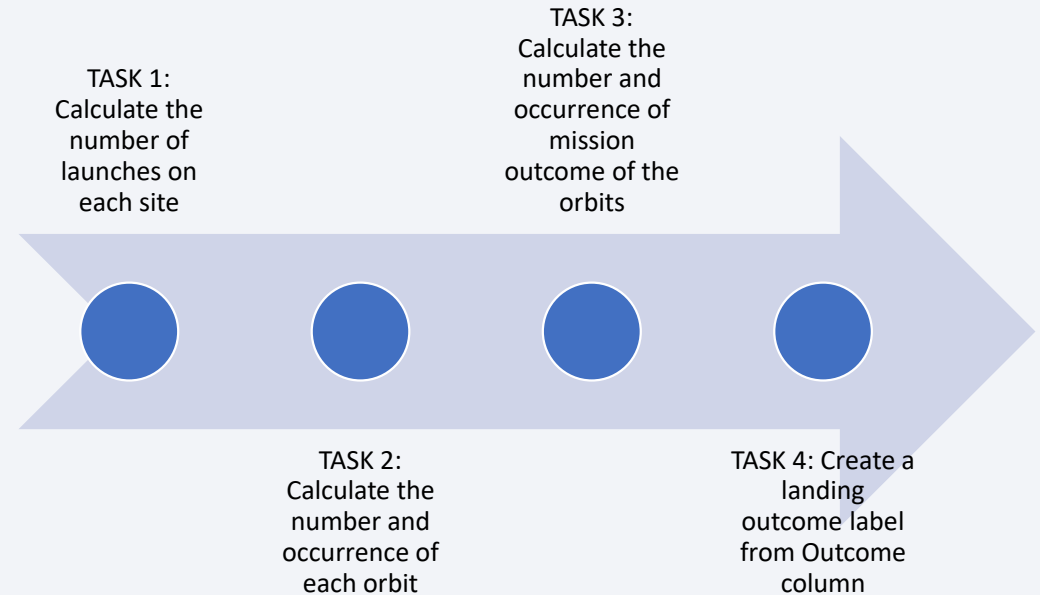 TASK 1:
Calculate the
number of
launches on
each site
TASK 2:
Calculate the
number and
occurrence of
each orbit
TASK 3:
Calculate the
number and
occurrence of
mission
outcome of the
orbits
TASK 4: Create a
landing
outcome label
from Outcome
column